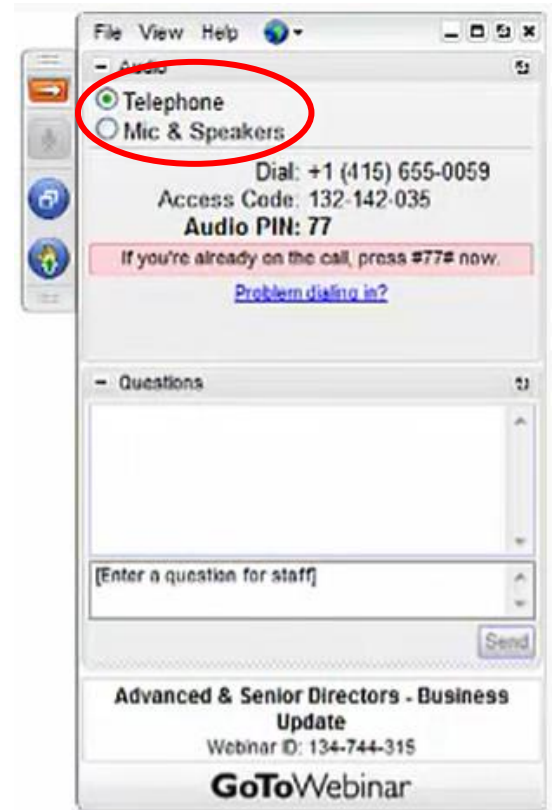 File View Help
− Audio
Telephone
Mic & Speakers
Dial: +1 (415) 655-0059
Access Code: 132-142-035
Audio PIN: 77
If you're already on the call, press #77# now.
Problem dialing in?
− Questions
[Enter a question for staff]
Send
Advanced & Senior Directors - Business
Update
Webinar ID: 134-744-315
GoToWebinar